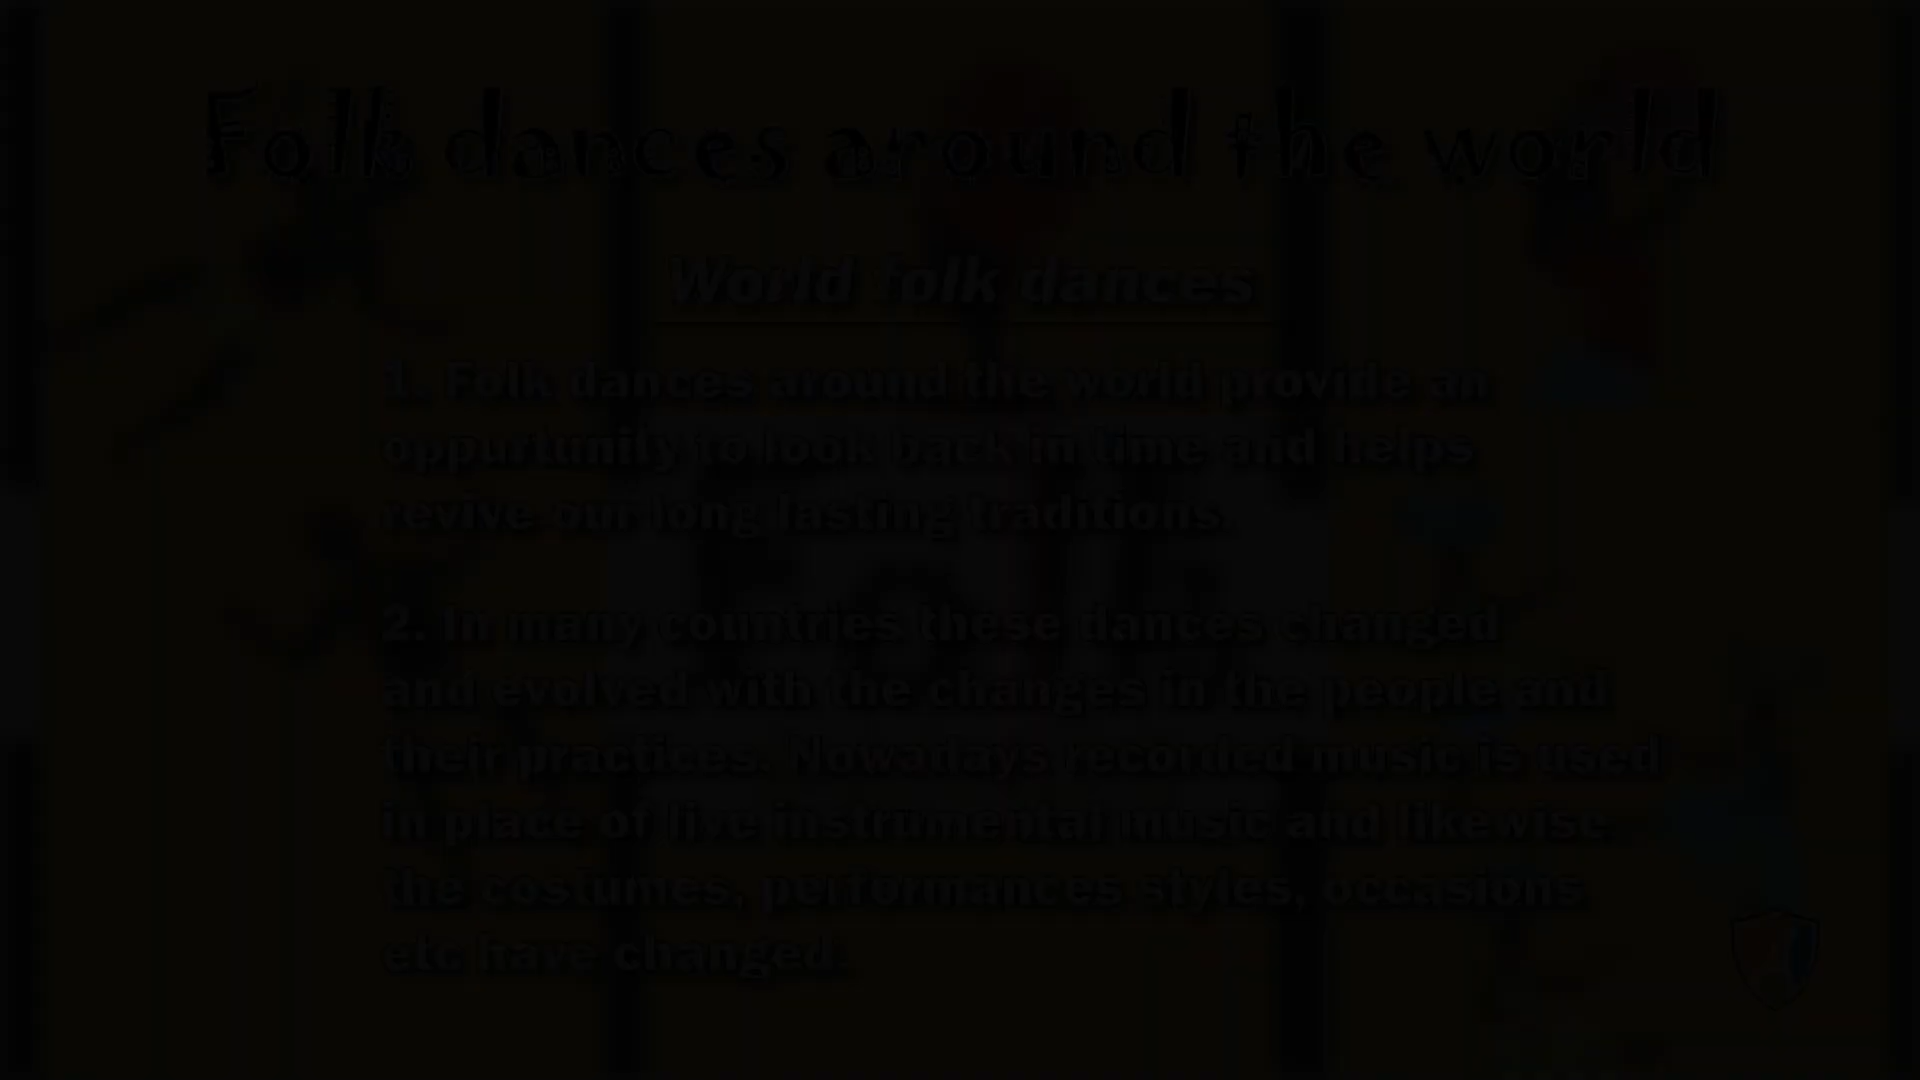 Folk dances around the world
World folk dances
1. Folk dances around the world provide an
oppurtunity to look back in time and helps
revive our long lasting traditions.
2. In many countries these dances changed
and evolved with the changes in the people and
their practices. Nowadays recorded music is used
in place of live instrumental music and likewise
the costumes, performances styles, occasions
etc have changed.
Folk